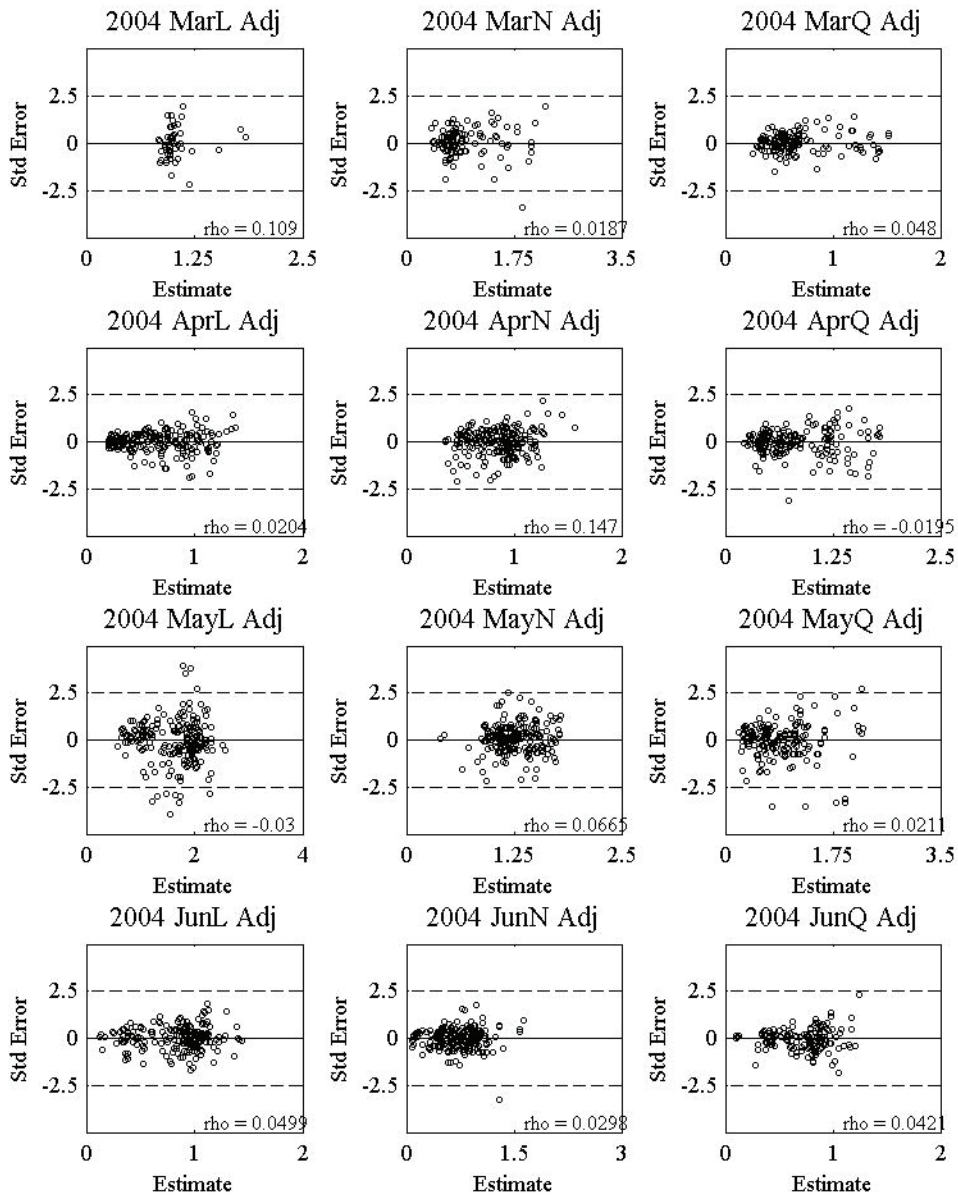 2004 MarL Adj
2004 MarN Adj
2004 MarQ Adj
Std Error
2.5
0
-2.5
rho = 0.109
0
1.25
2.5
Estimate
Std Error
2.5
0
-2.5
rho = 0.0187
0
1.75
3.5
Estimate
Std Error
2.5
0
-2.5
rho = 0.048
0
1
2
Estimate
2004 AprL Adj
2004 AprN Adj
2004 AprQ Adj
Std Error
2.5
0
-2.5
rho = 0.0204
0
1
2
Estimate
Std Error
2.5
0
-2.5
rho = 0.147
0
1
2
Estimate
Std Error
2.5
0
-2.5
rho = -0.0195
0
1.25
2.5
Estimate
2004 MayL Adj
2004 MayN Adj
2004 MayQ Adj
Std Error
2.5
0
-2.5
rho = -0.03
0
2
4
Estimate
Std Error
2.5
0
-2.5
rho = 0.0665
0
1.25
2.5
Estimate
Std Error
2.5
0
-2.5
rho = 0.0211
0
1.75
3.5
Estimate
2004 JunL Adj
2004 JunN Adj
2004 JunQ Adj
Std Error
2.5
0
-2.5
rho = 0.0499
0
1
2
Estimate
Std Error
2.5
0
-2.5
rho = 0.0298
0
1.5
3
Estimate
Std Error
2.5
0
-2.5
rho = 0.0421
0
1
2
Estimate